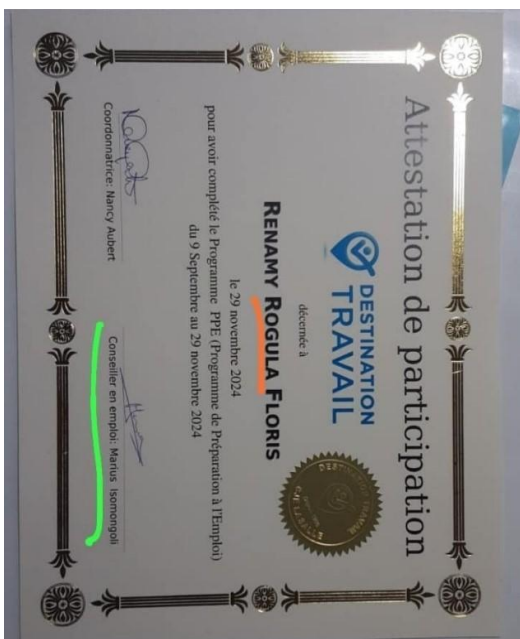 Attestation de participation
DESTINATION
TRAVAIL
décernée à
RENAMY ROGULA FLORIS
le 29 novembre 2024
pour avoir complété le Programme PPE (Programme de Préparation à l'Emploi)
du 9 Septembre au 29 novembre 2024
Coordonnatrice: Nancy Aubert
Conseiller en emploi: Marius Isomongoli